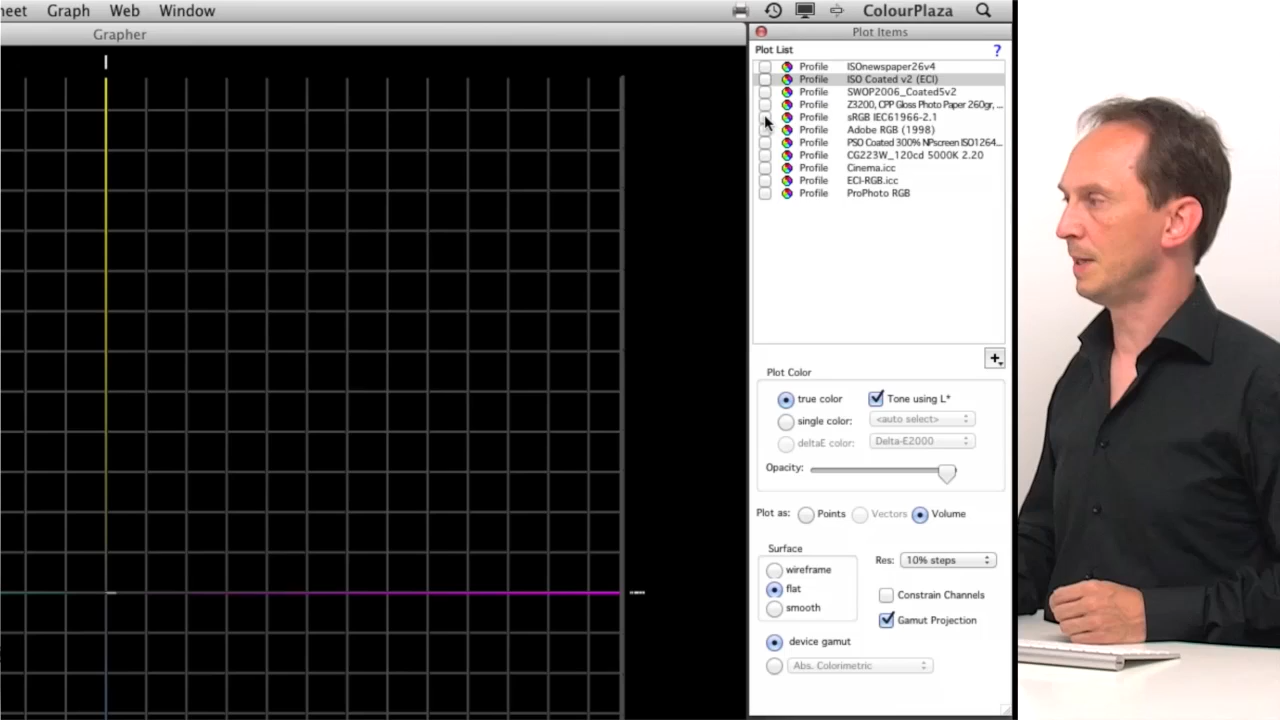 heet Graph Web Window ColourPlaza
Grapher
Plot Items
Plot List ?
Profile ISOnewspaper26v4
Profile ISO Coated v2 (ECI)
Profile SWOP2006_Coated5v2
Profile Z3200, CPP Gloss Photo Paper 260gr, ...
Profile sRGB IEC61966-2.1
Profile Adobe RGB (1998)
Profile PSO Coated 300% NPscreen ISO1264...
Profile CG223W_120cd 5000K 2.20
Profile Cinema.icc
Profile ECI-RGB.icc
Profile ProPhoto RGB
Plot Color
true color Tone using L*
single color: <auto select>
deltaE color: Delta-E2000
Opacity:
Plot as: Points Vectors Volume
Surface
wireframe
flat
smooth
Res: 10% steps
Constrain Channels
Gamut Projection
device gamut
Abs. Colorimetric